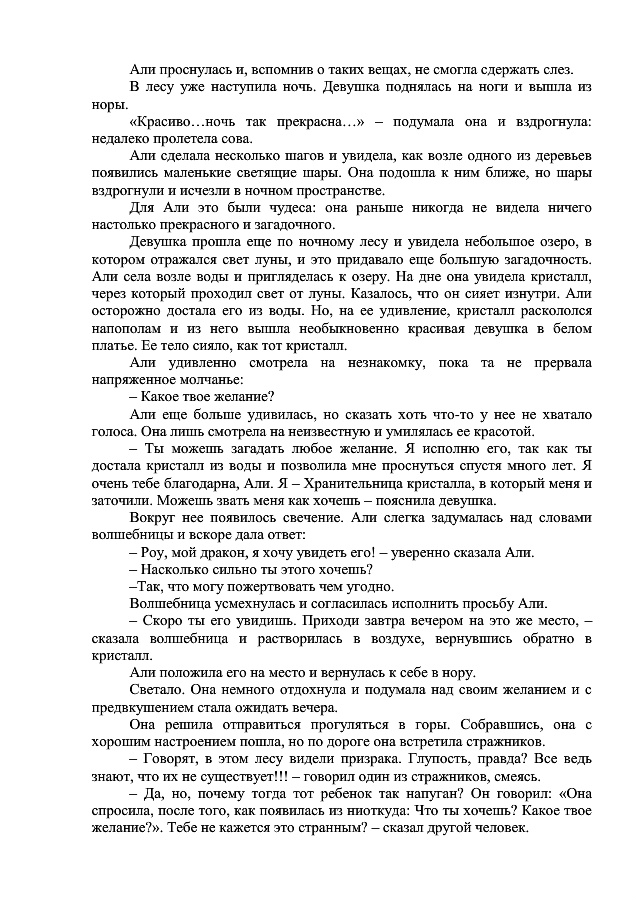 Али проснулась и, вспомнив о таких вещах, не смогла сдержать слез.
В лесу уже наступила ночь. Девушка поднялась на ноги и вышла из
норы.
«Красиво…ночь так прекрасна…» – подумала она и вздрогнула:
недалеко пролетела сова.
Али сделала несколько шагов и увидела, как возле одного из деревьев
появились маленькие светящие шары. Она подошла к ним ближе, но шары
вздрогнули и исчезли в ночном пространстве.
Для Али это были чудеса: она раньше никогда не видела ничего
настолько прекрасного и загадочного.
Девушка прошла еще по ночному лесу и увидела небольшое озеро, в
котором отражался свет луны, и это придавало еще большую загадочность.
Али села возле воды и пригляделась к озеру. На дне она увидела кристалл,
через который проходил свет от луны. Казалось, что он сияет изнутри. Али
осторожно достала его из воды. Но, на ее удивление, кристалл раскололся
напополам и из него вышла необыкновенно красивая девушка в белом
платье. Ее тело сияло, как тот кристалл.
Али удивленно смотрела на незнакомку, пока та не прервала
напряженное молчанье:
– Какое твое желание?
Али еще больше удивилась, но сказать хоть что-то у нее не хватало
голоса. Она лишь смотрела на неизвестную и умилялась ее красотой.
– Ты можешь загадать любое желание. Я исполню его, так как ты
достала кристалл из воды и позволила мне проснуться спустя много лет. Я
очень тебе благодарна, Али. Я – Хранительница кристалла, в который меня и
заточили. Можешь звать меня как хочешь – пояснила девушка.
Вокруг нее появилось свечение. Али слегка задумалась над словами
волшебницы и вскоре дала ответ:
– Роу, мой дракон, я хочу увидеть его! – уверенно сказала Али.
– Насколько сильно ты этого хочешь?
–Так, что могу пожертвовать чем угодно.
Волшебница усмехнулась и согласилась исполнить просьбу Али.
– Скоро ты его увидишь. Приходи завтра вечером на это же место, –
сказала волшебница и растворилась в воздухе, вернувшись обратно в
кристалл.
Али положила его на место и вернулась к себе в нору.
Светало. Она немного отдохнула и подумала над своим желанием и с
предвкушением стала ожидать вечера.
Она решила отправиться прогуляться в горы. Собравшись, она с
хорошим настроением пошла, но по дороге она встретила стражников.
– Говорят, в этом лесу видели призрака. Глупость, правда? Все ведь
знают, что их не существует!!! – говорил один из стражников, смеясь.
– Да, но, почему тогда тот ребенок так напуган? Он говорил: «Она
спросила, после того, как появилась из ниоткуда: Что ты хочешь? Какое твое
желание?». Тебе не кажется это странным? – сказал другой человек.